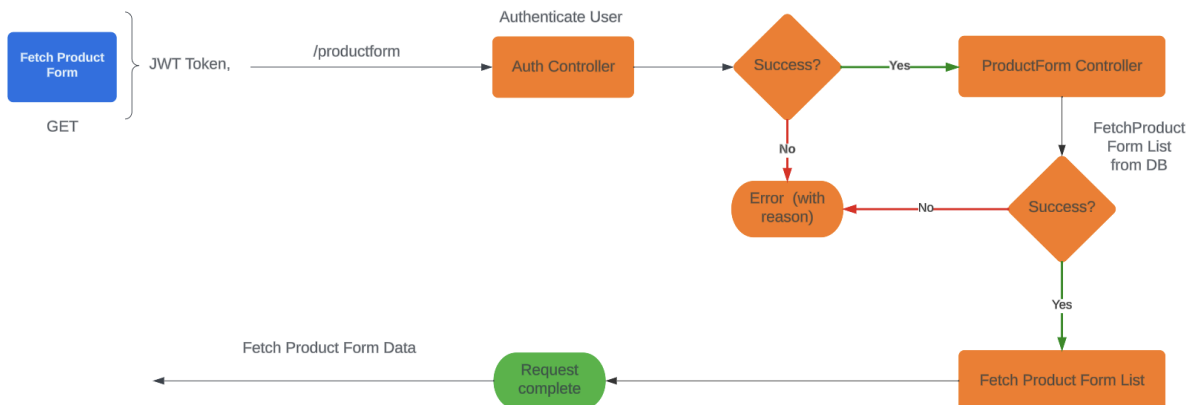 Authenticate User
Fetch Product
Form
JWT Token,
/productform
Auth Controller
Success?
Yes
ProductForm Controller
GET
FetchProduct
Form List
from DB
No
Error (with
reason)
No
Success?
Yes
Fetch Product Form Data
Request
complete
Fetch Product Form List